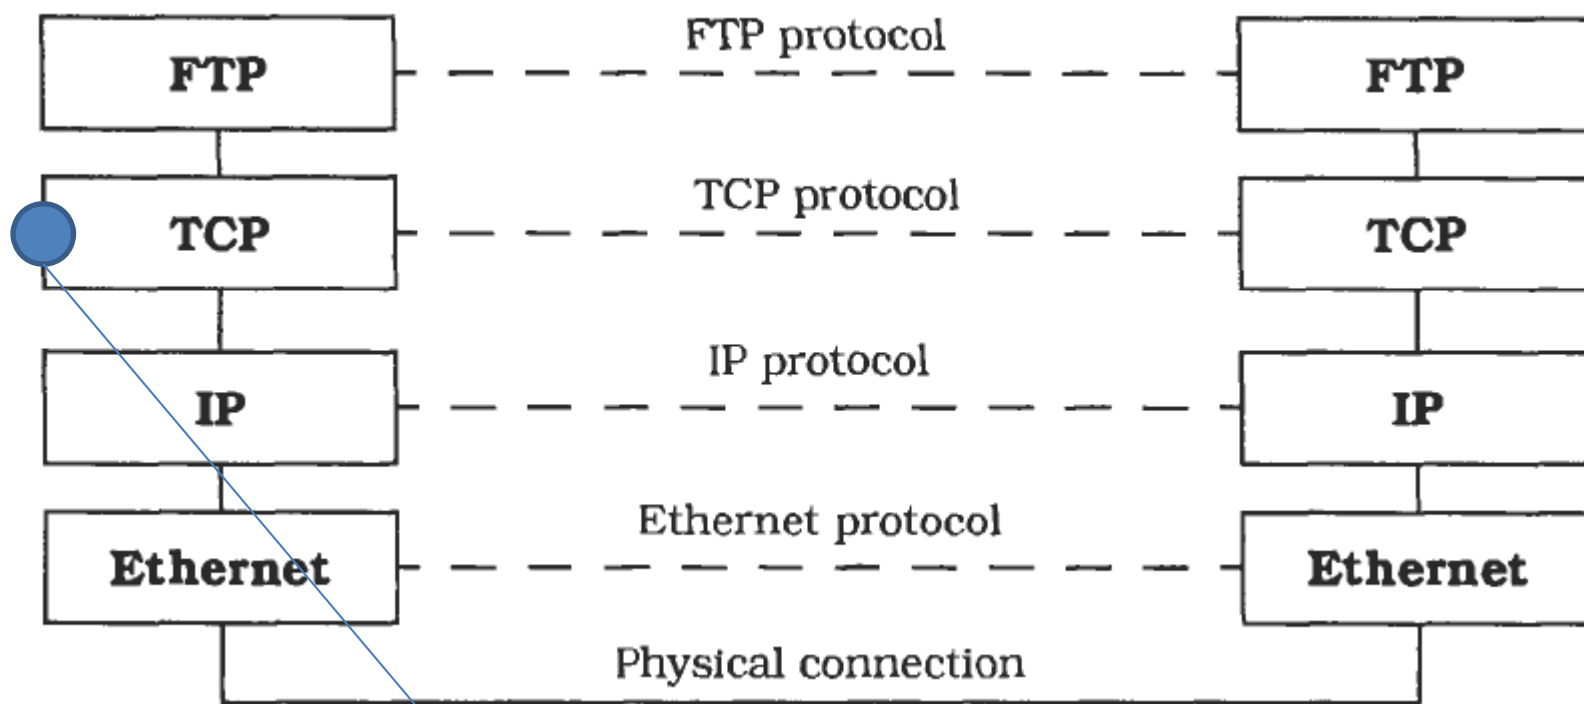 FTP protocol
FTP
FTP
TCP protocol
TCP
TCP
IP protocol
IP
IP
Ethernet protocol
Ethernet
Ethernet
Physical connection